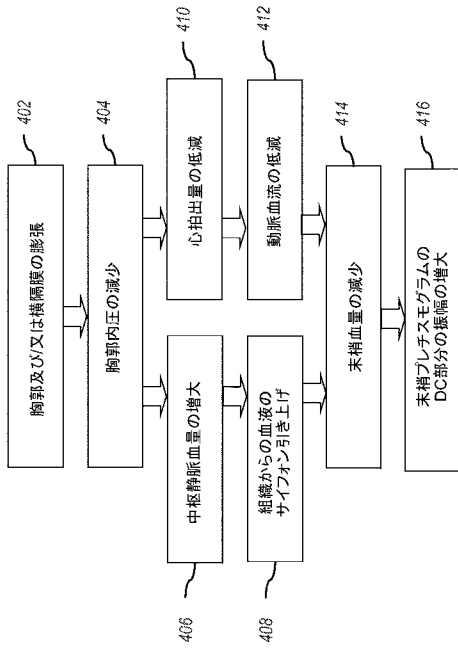 402
胸郭及び/又は横隔膜の膨張
404
胸郭内圧の減少
406
中枢静脈血量の増大
410
心拍出量の低減
408
組織からの血液の
サイフォン引き上げ
412
動脈血流の低減
414
末梢血量の減少
416
末梢プレチスモグラムの
DC部分の振幅の増大